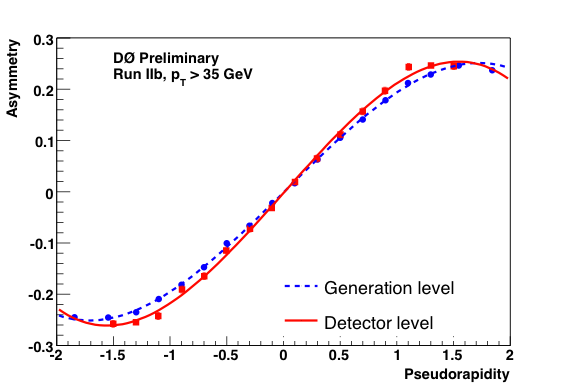 Asymmetry
0.3
0.2
0.1
0
-0.1
-0.2
-0.3
DØ Preliminary
Run IIb, pT > 35 GeV
Generation level
Detector level
-2 -1.5 -1 -0.5 0 0.5 1 1.5 2
Pseudorapidity